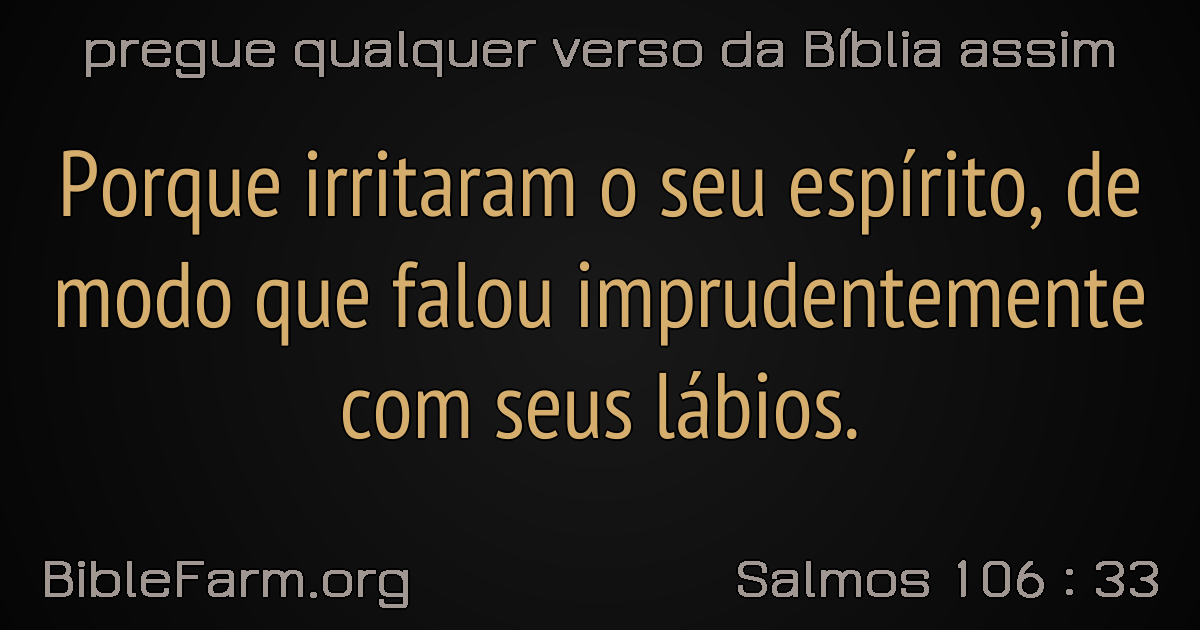 pregue qualquer verso da Bíblia assim
Porque irritaram o seu espírito, de
modo que falou imprudentemente
com seus lábios.
BibleFarm.org
Salmos 106 : 33